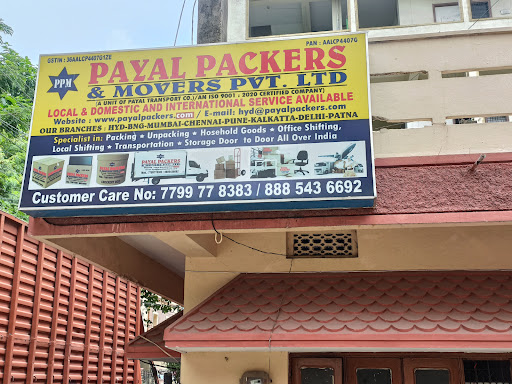 GSTIN : 36AALCP4407G1ZE
PAN : AALCP4407G
PPM
PAYAL PACKERS
& MOVERS PVT. LTD
(A UNIT OF PAYAL TRANSPORT CO.) (AN ISO 9001 : 2020 CERTIFIED COMPANY)
LOCAL & DOMESTIC AND INTERNATIONAL SERVICE AVAILABLE
Website : www.payalpackers.com / E-mail: hyd@payalpackers.com
OUR BRANCHES : HYD-BNG-MUMBAI-CHENNAI-PUNE-KALKATTA-DELHI-PATNA
Specialist in: Packing * Unpacking * Hosehold Goods * Office Shifting,
Local Shifting * Transportation * Storage Door to Door All Over India
PAYAL PACKERS
Customer Care No: 7799 77 8383 / 888 543 6692